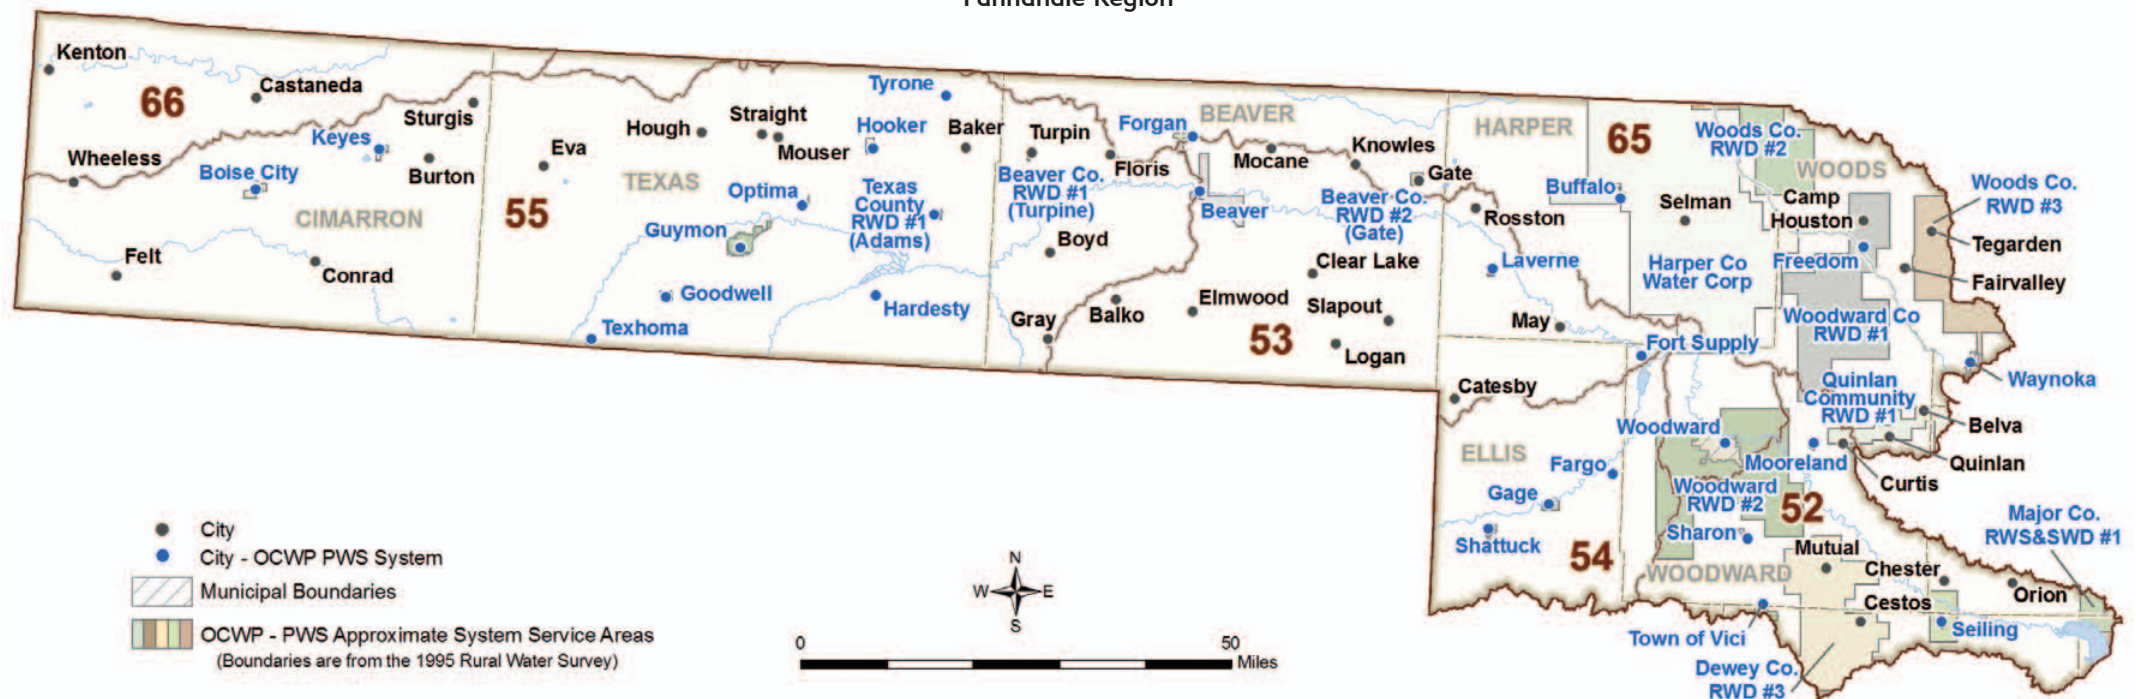 Panhandle Region
Kenton
66
Castaneda
Keyes
Sturgis
Wheeless
Boise City
Burton
CIMARRON
Felt
Conrad
Eva
55
Hough
Straight
Mouser
TEXAS
Tyrone
Hooker
Baker
Optima
Texas
County
RWD #1
(Adams)
Guymon
Goodwell
Hardesty
Texhoma
Turpin
Beaver Co.
RWD #1
(Turpine)
Floris
Forgan
BEAVER
Mocane
Knowles
Gate
Beaver
Beaver Co.
RWD #2
(Gate)
Boyd
Clear Lake
Elmwood
Slapout
Balko
Gray
53
Logan
HARPER
65
Woods Co.
RWD #2
WOODS
Buffalo
Selman
Camp
Houston
Rosston
Laverne
Harper Co
Water Corp
Freedom
Woods Co.
RWD #3
Tegarden
Fairvalley
May
Woodward Co
RWD #1
Fort Supply
Waynoka
Catesby
Quinlan
Community
RWD #1
Belva
Woodward
ELLIS
Fargo
Mooreland
Quinlan
Curtis
Gage
Woodward
RWD #2
52
Shattuck
Sharon
54
Mutual
Major Co.
RWS&SWD #1
WOODWARD
Chester
Orion
Cestos
Seiling
Town of Vici
Dewey Co.
RWD #3
City
City - OCWP PWS System
Municipal Boundaries
OCWP - PWS Approximate System Service Areas
(Boundaries are from the 1995 Rural Water Survey)
N
W E
S
0 50
Miles